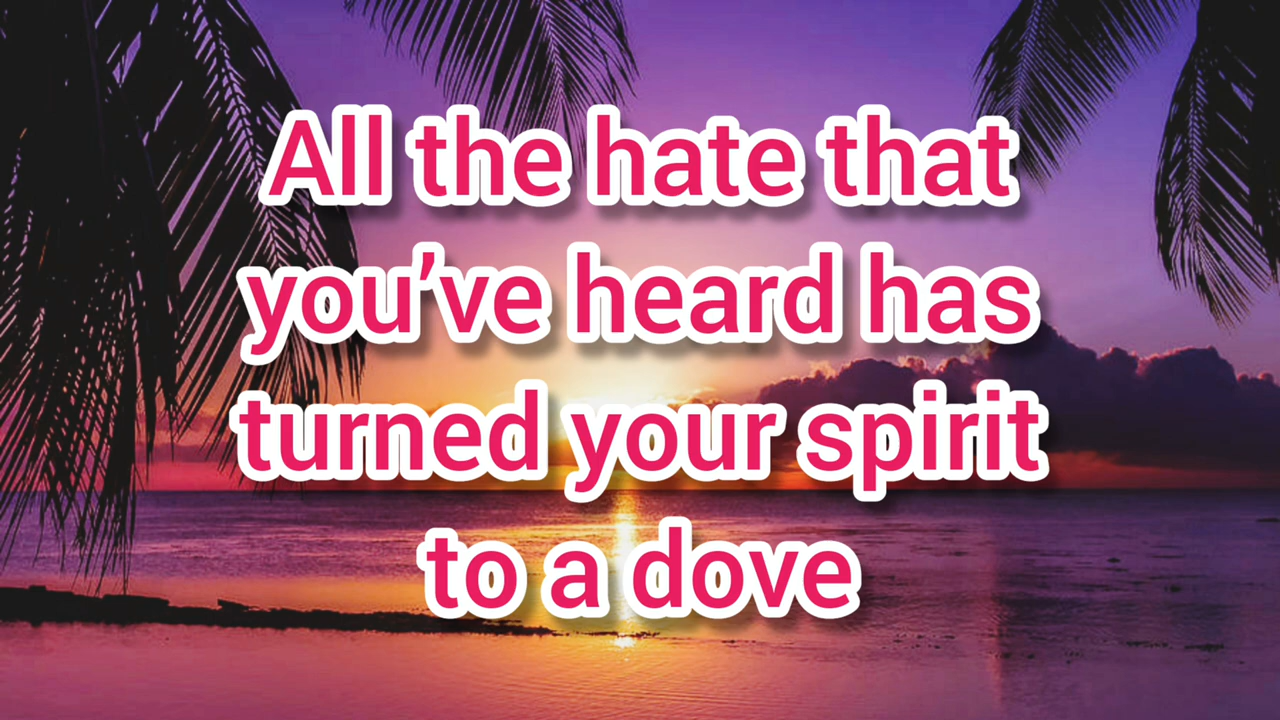 All the hate that
you’ve heard has
turned your spirit
to a dove